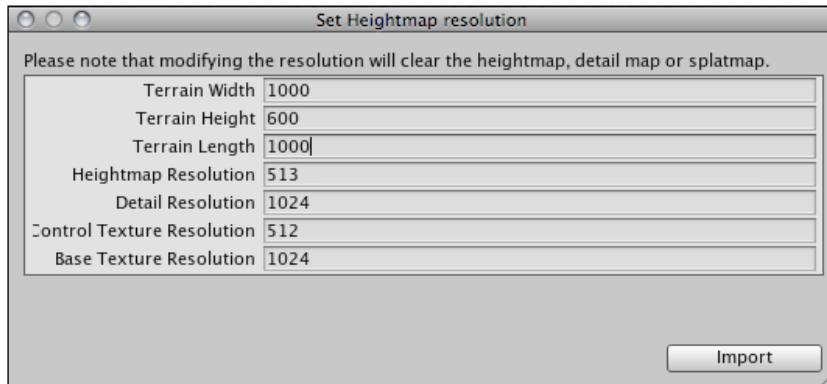 Set Heightmap resolution
Please note that modifying the resolution will clear the heightmap, detail map or splatmap.
Terrain Width 1000
Terrain Height 600
Terrain Length 1000
Heightmap Resolution 513
Detail Resolution 1024
Control Texture Resolution 512
Base Texture Resolution 1024
Import